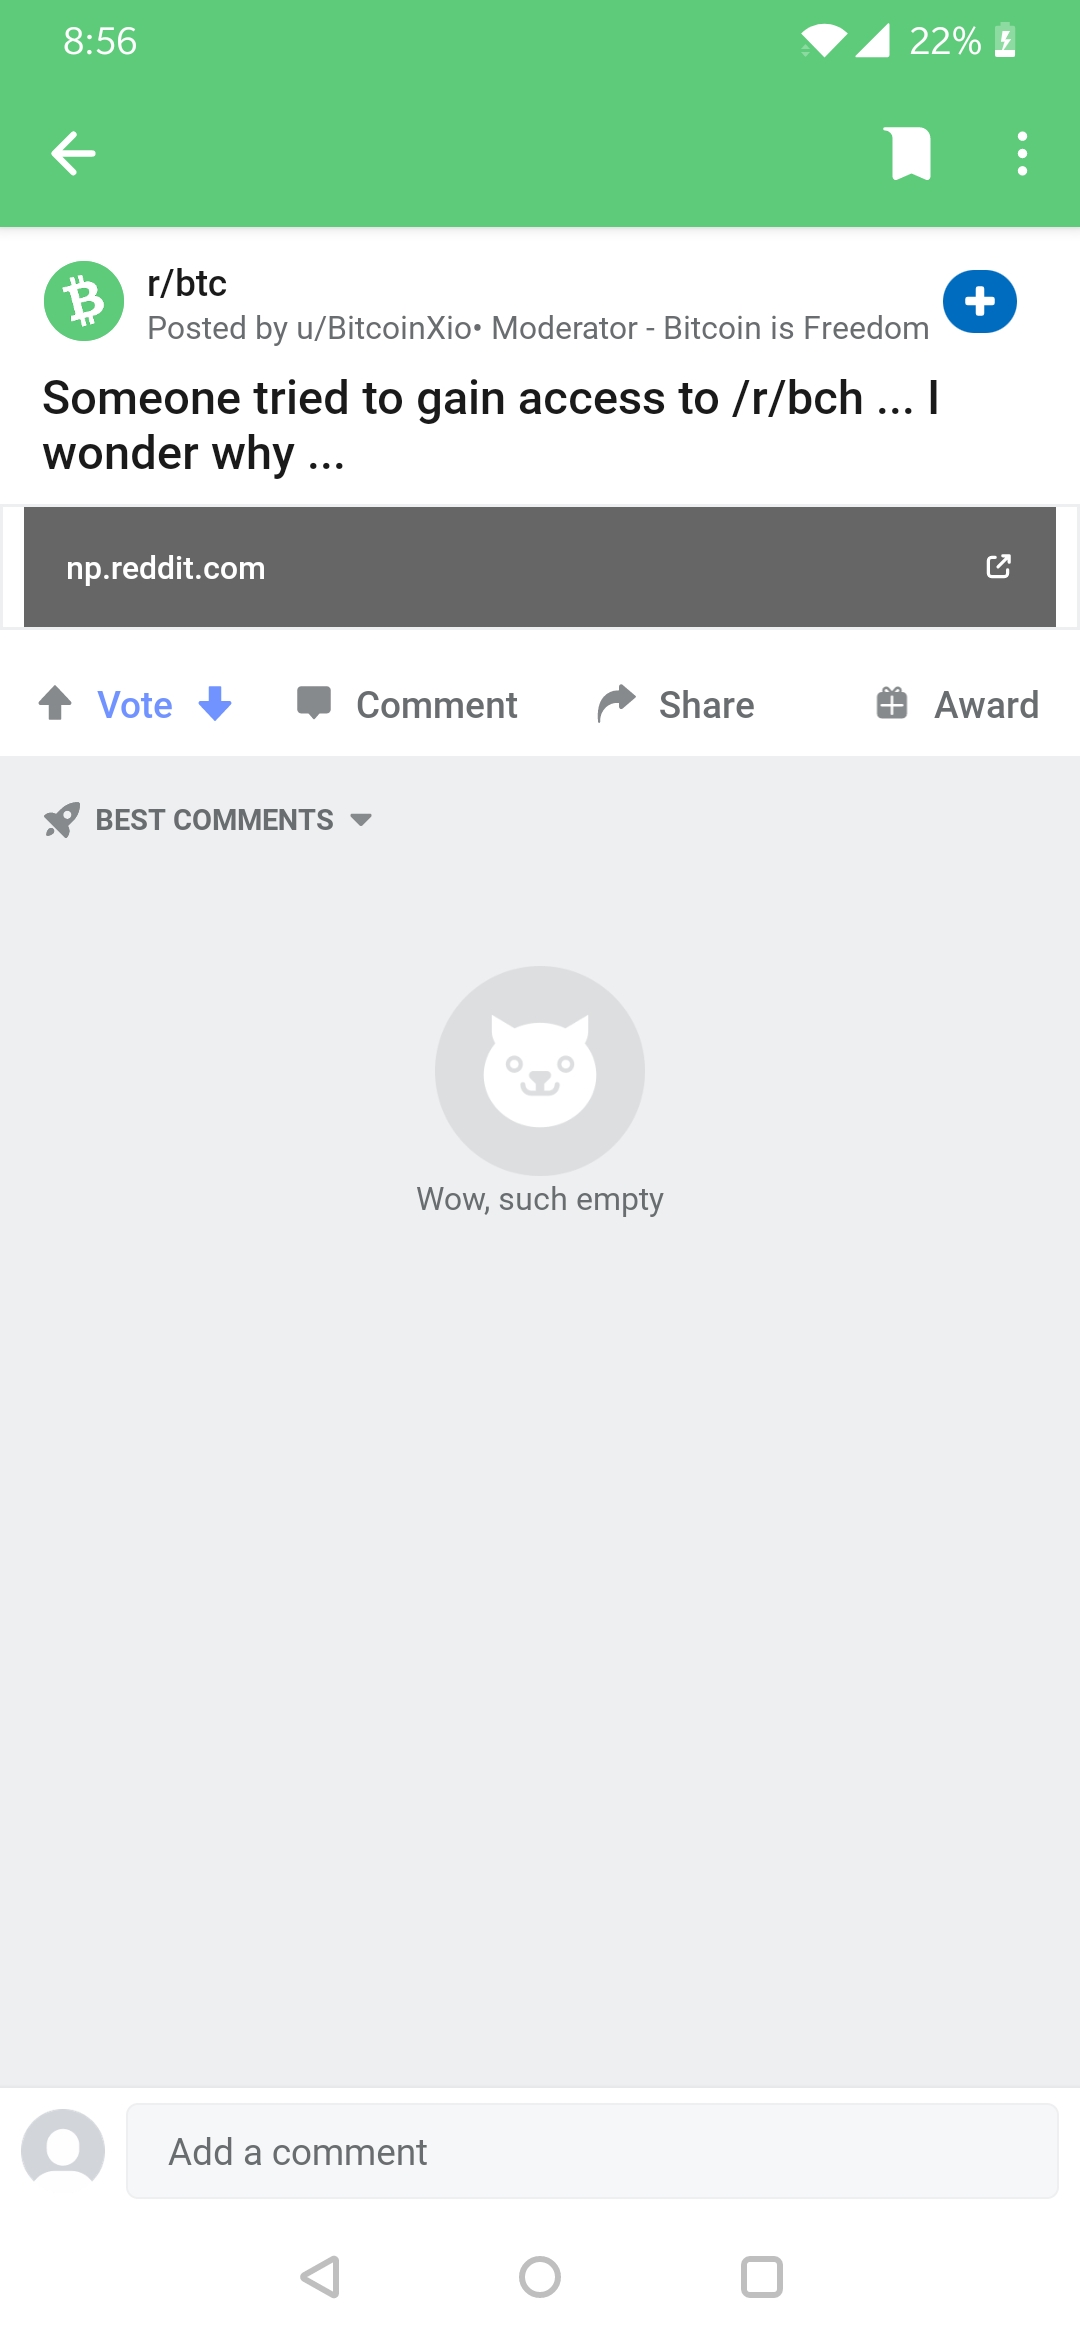 8:56
22%
r/btc
Posted by u/BitcoinXio• Moderator - Bitcoin is Freedom
Someone tried to gain access to /r/bch ... I
wonder why ...
np.reddit.com
Vote
Comment
Share
Award
BEST COMMENTS
Wow, such empty
Add a comment